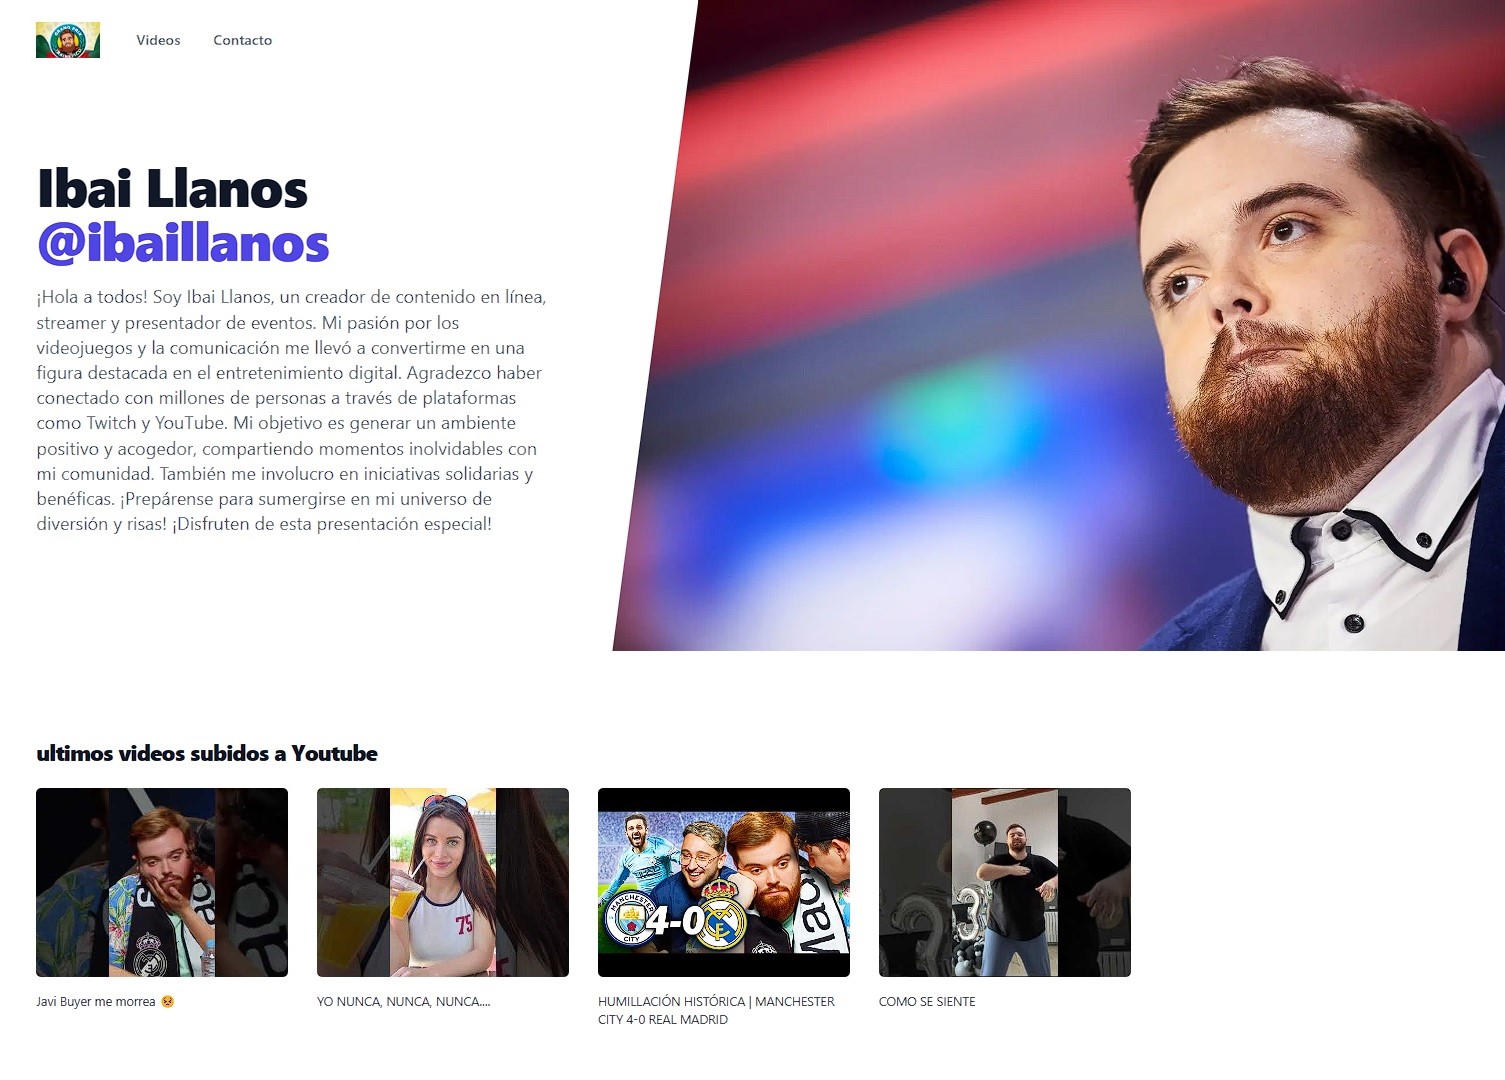 Videos Contacto
Ibai Llanos
@ibaillanos
¡Hola a todos! Soy Ibai Llanos, un creador de contenido en línea,
streamer y presentador de eventos. Mi pasión por los
videojuegos y la comunicación me llevó a convertirme en una
figura destacada en el entretenimiento digital. Agradezco haber
conectado con millones de personas a través de plataformas
como Twitch y YouTube. Mi objetivo es generar un ambiente
positivo y acogedor, compartiendo momentos inolvidables con
mi comunidad. También me involucro en iniciativas solidarias y
benéficas. ¡Prepárense para sumergirse en mi universo de
diversión y risas! ¡Disfruten de esta presentación especial!
ultimos videos subidos a Youtube
75
MANCHESTER
CITY
4-0
Javi Buyer me morrea 😣
YO NUNCA, NUNCA, NUNCA....
HUMILLACIÓN HISTÓRICA | MANCHESTER
CITY 4-0 REAL MADRID
COMO SE SIENTE